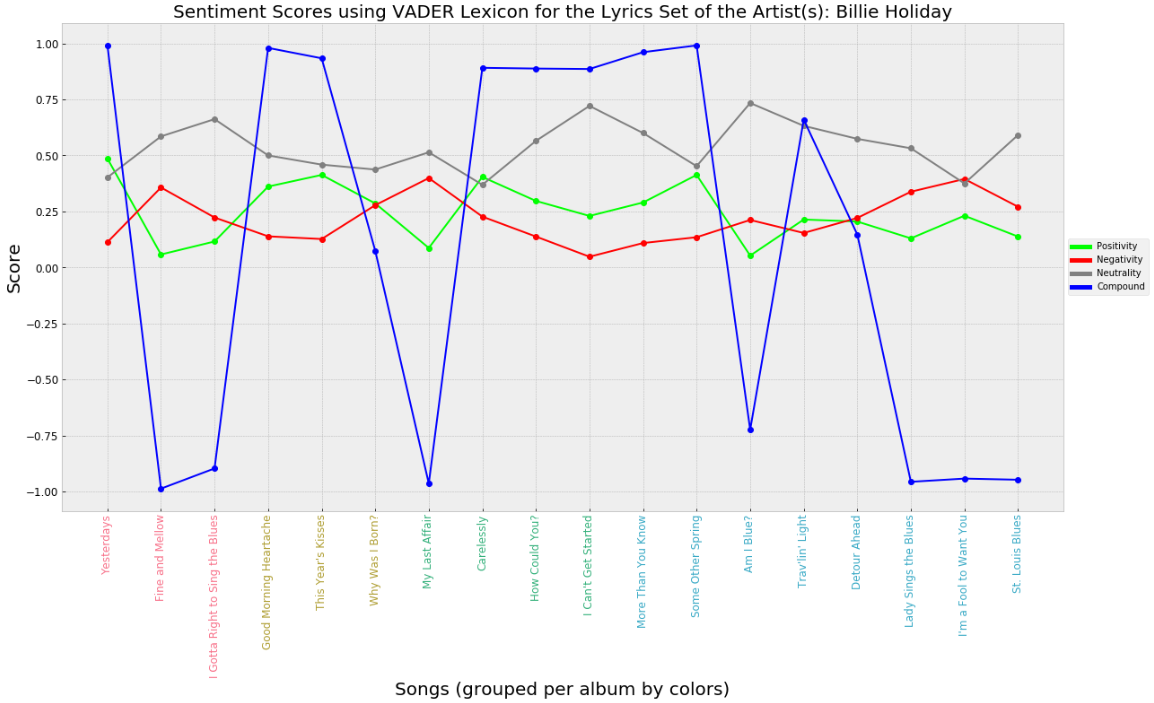 Sentiment Scores using VADER Lexicon for the Lyrics Set of the Artist(s): Billie Holiday
Score
1.00
0.75
0.50
0.25
0.00
−0.25
−0.50
−0.75
−1.00
Positivity
Negativity
Neutrality
Compound
Yesterdays
Fine and Mellow
I Gotta Right to Sing the Blues
Good Morning Heartache
This Year's Kisses
Why Was I Born?
My Last Affair
Carelessly
How Could You?
I Can't Get Started
More Than You Know
Some Other Spring
Am I Blue?
Trav'lin' Light
Detour Ahead
Lady Sings the Blues
I'm a Fool to Want You
St. Louis Blues
Songs (grouped per album by colors)